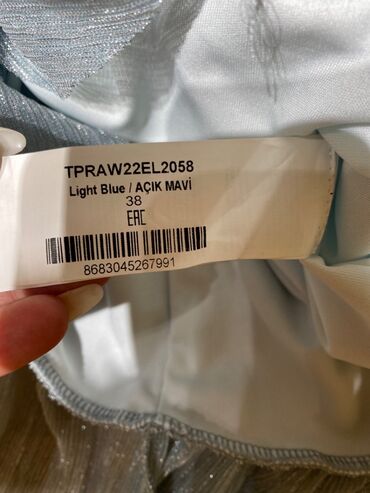 TPRAW22EL2058
Light Blue / AÇIK MAVİ
38
EAC
8683045267991